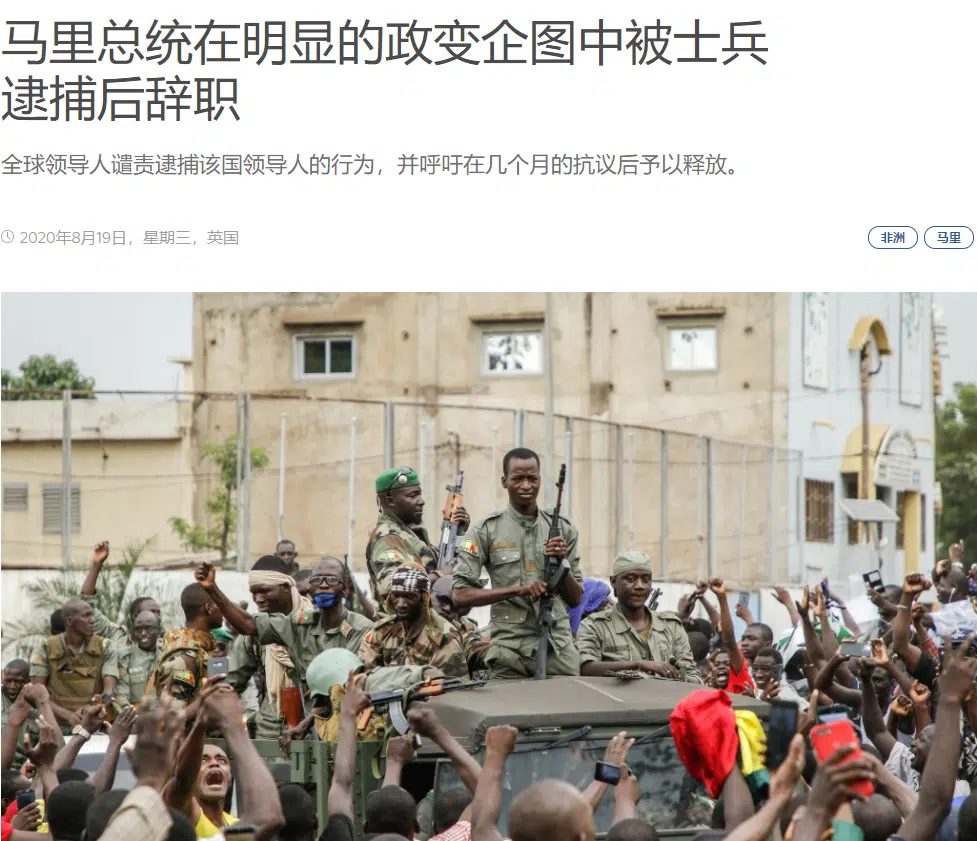 马里总统在明显的政变企图中被士兵
逮捕后辞职
全球领导人谴责逮捕该国领导人的行为，并呼吁在几个月的抗议后予以释放。
2020年8月19日，星期三，英国
非洲
马里